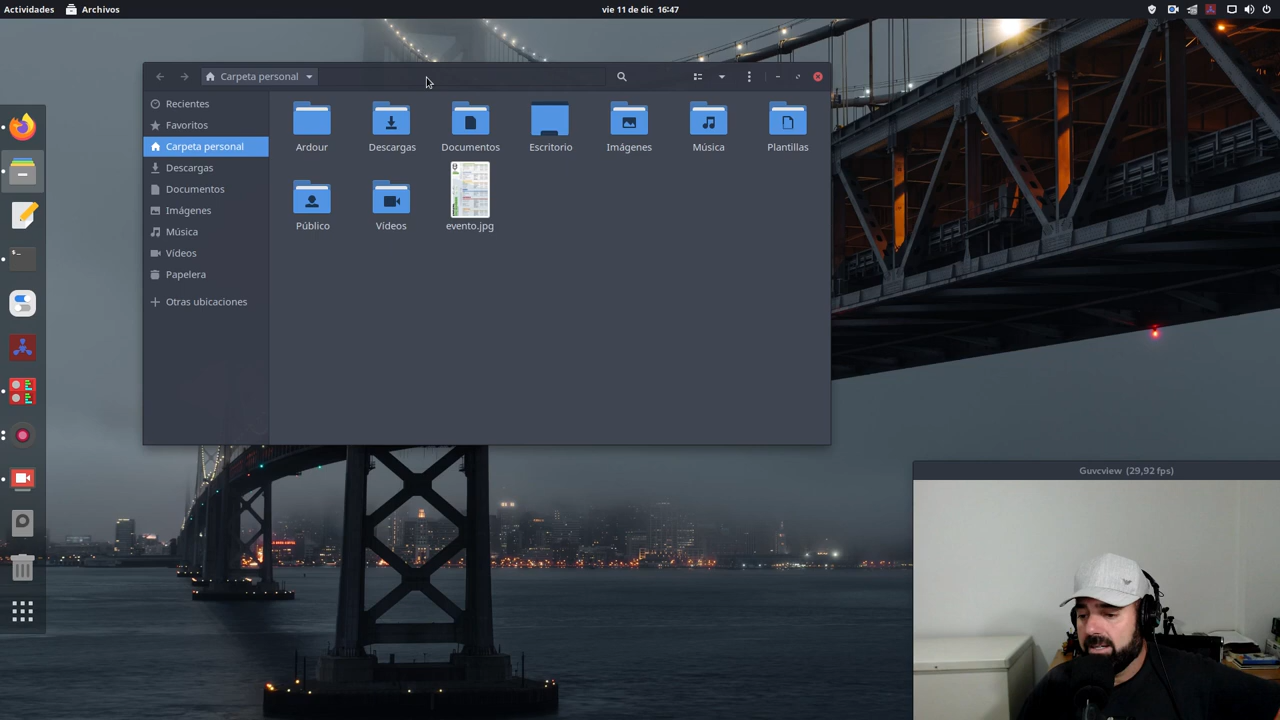 Actividades
Archivos
vie 11 de dic 16:47
Carpeta personal
Recientes
Favoritos
Carpeta personal
Descargas
Documentos
Imágenes
Música
Vídeos
Papelera
Otras ubicaciones
Ardour
Descargas
Documentos
Escritorio
Imágenes
Música
Plantillas
Público
Vídeos
evento.jpg
Guvcview (29,92 fps)